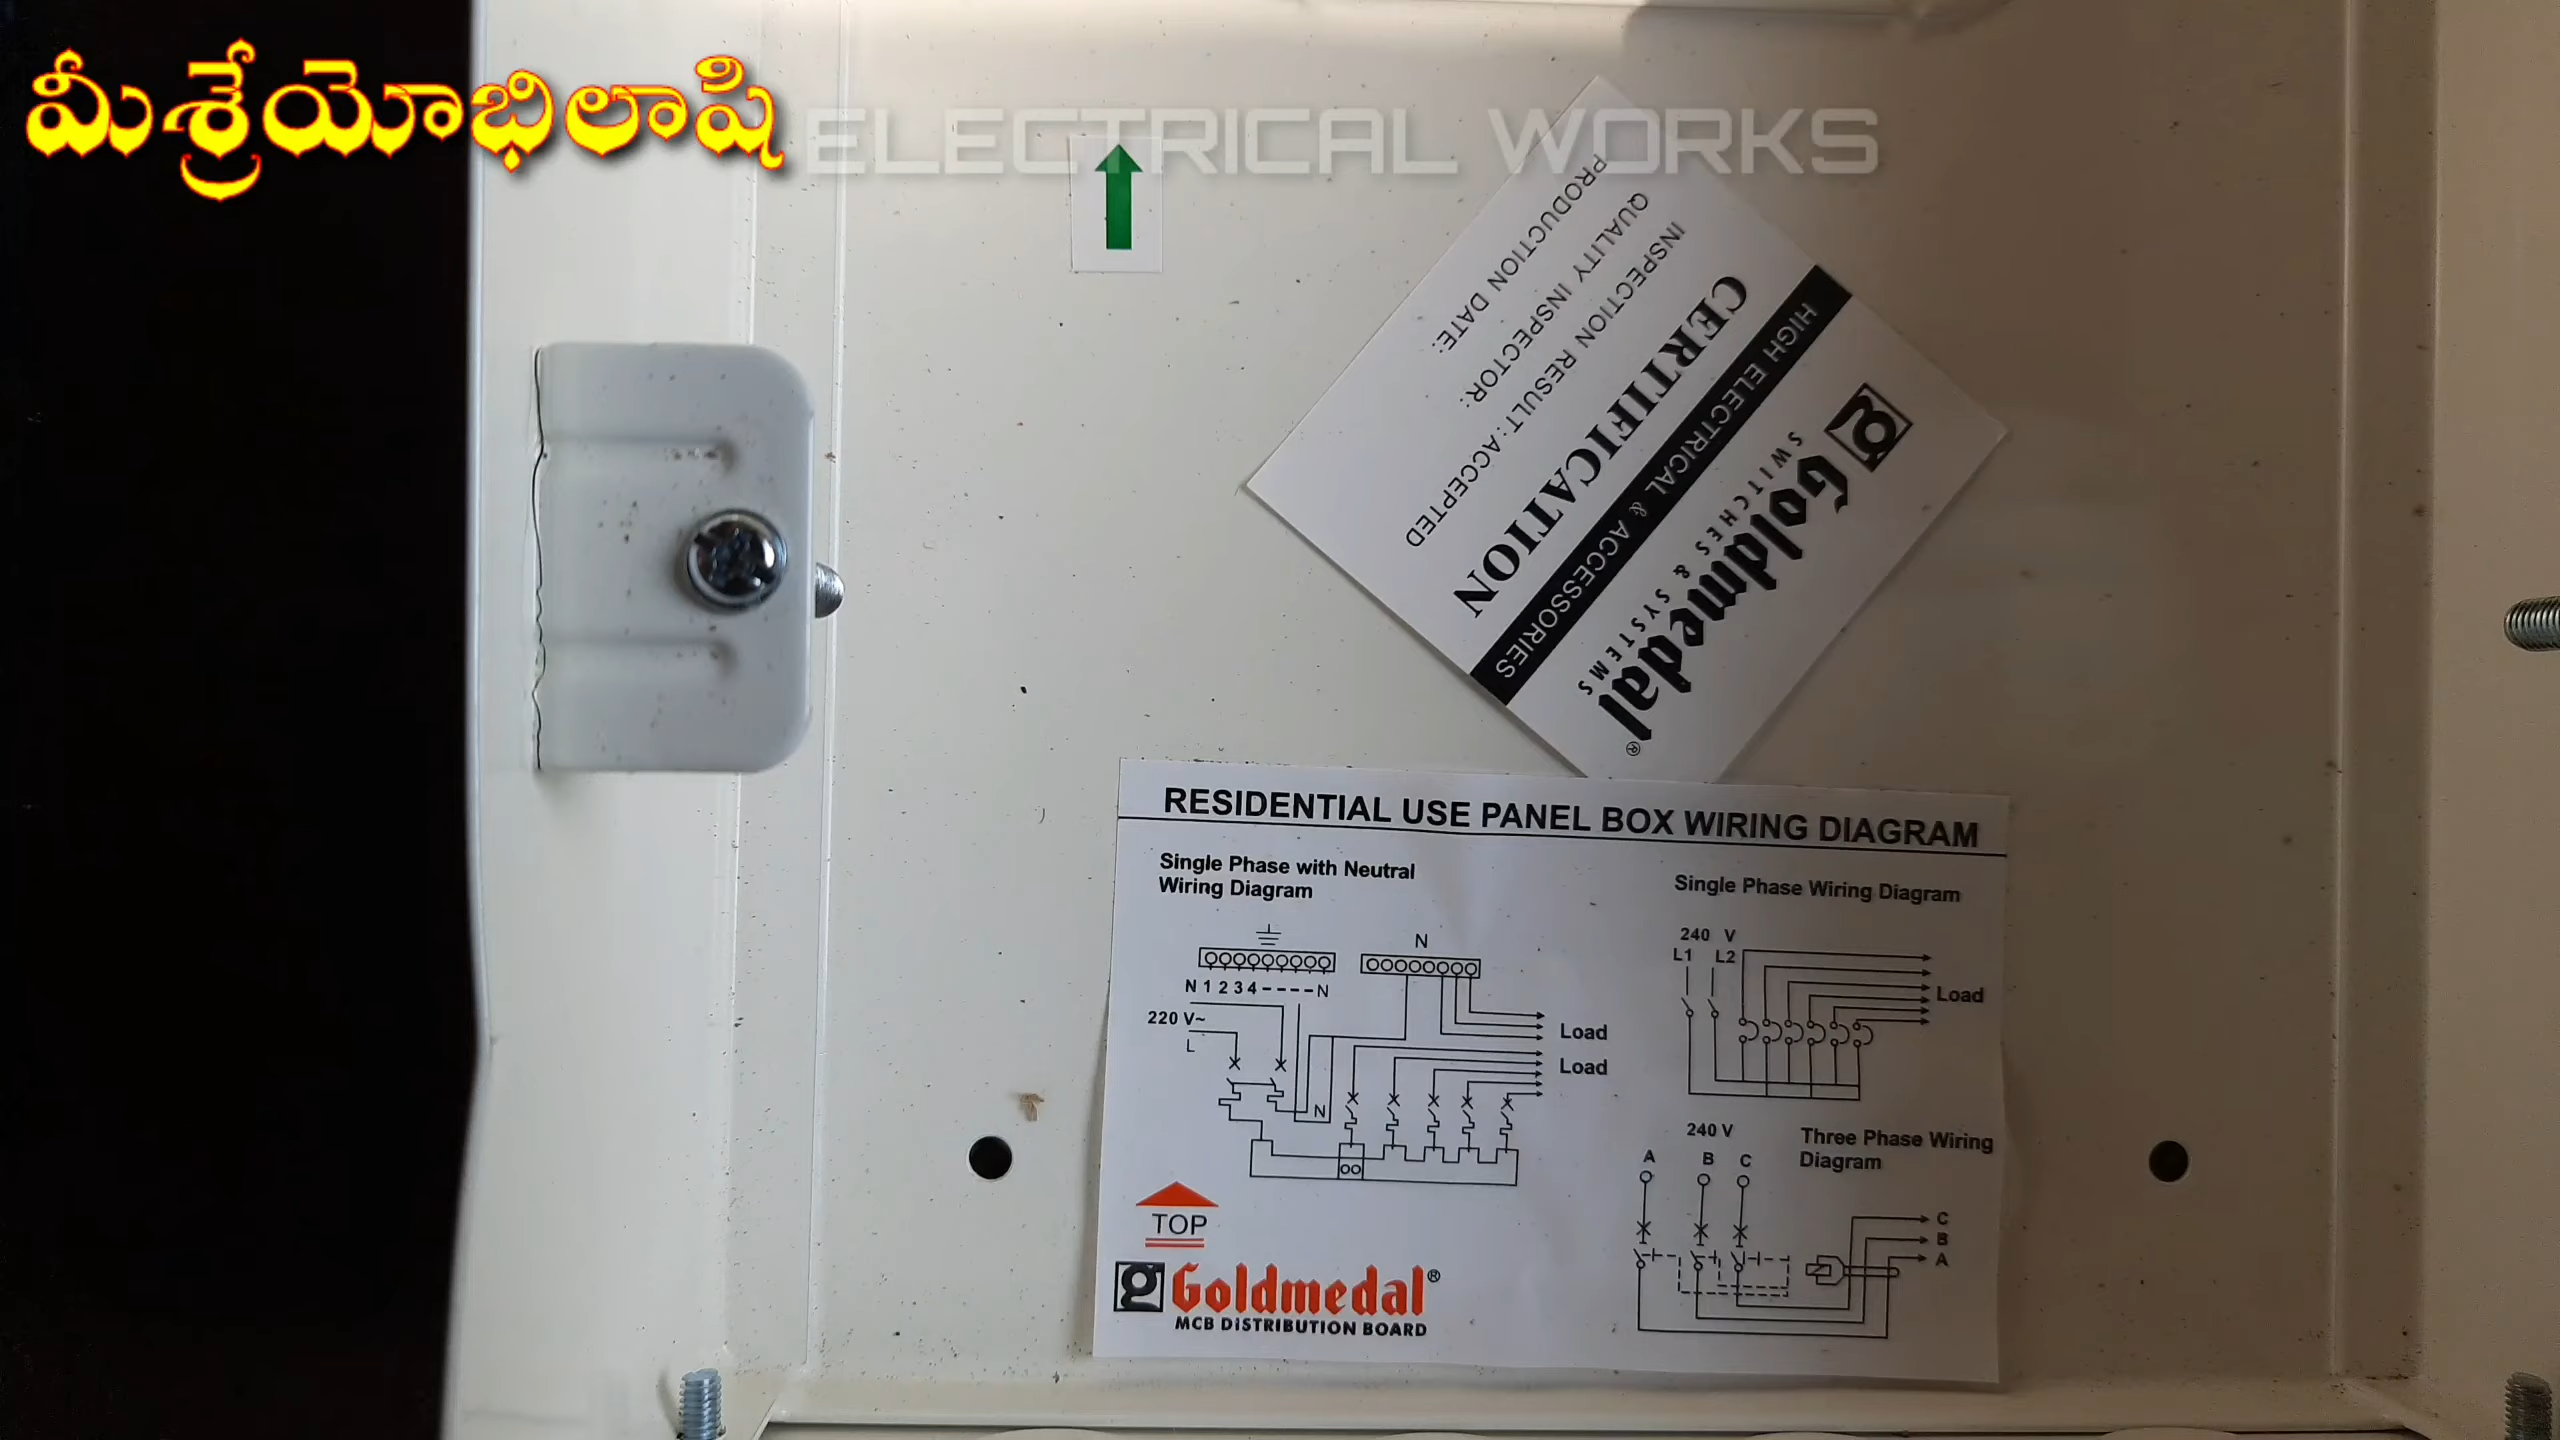 మీశ్రేయోభిలాషి ELECTRICAL WORKS
g Goldmedal®
SWITCHES & SYSTEMS
HIGH ELECTRICAL & ACCESSORIES
CERTIFICATION
INSPECTION RESULT: ACCEPTED
QUALITY INSPECTOR:
PRODUCTION DATE:
RESIDENTIAL USE PANEL BOX WIRING DIAGRAM
Single Phase with Neutral
Wiring Diagram
N
N 1 2 3 4 - - - - N
220 V~
L
N
Load
Load
Single Phase Wiring Diagram
240 V
L1 L2
Load
240 V
Three Phase Wiring
Diagram
A B C
C
B
A
TOP
g Goldmedal®
MCB DISTRIBUTION BOARD